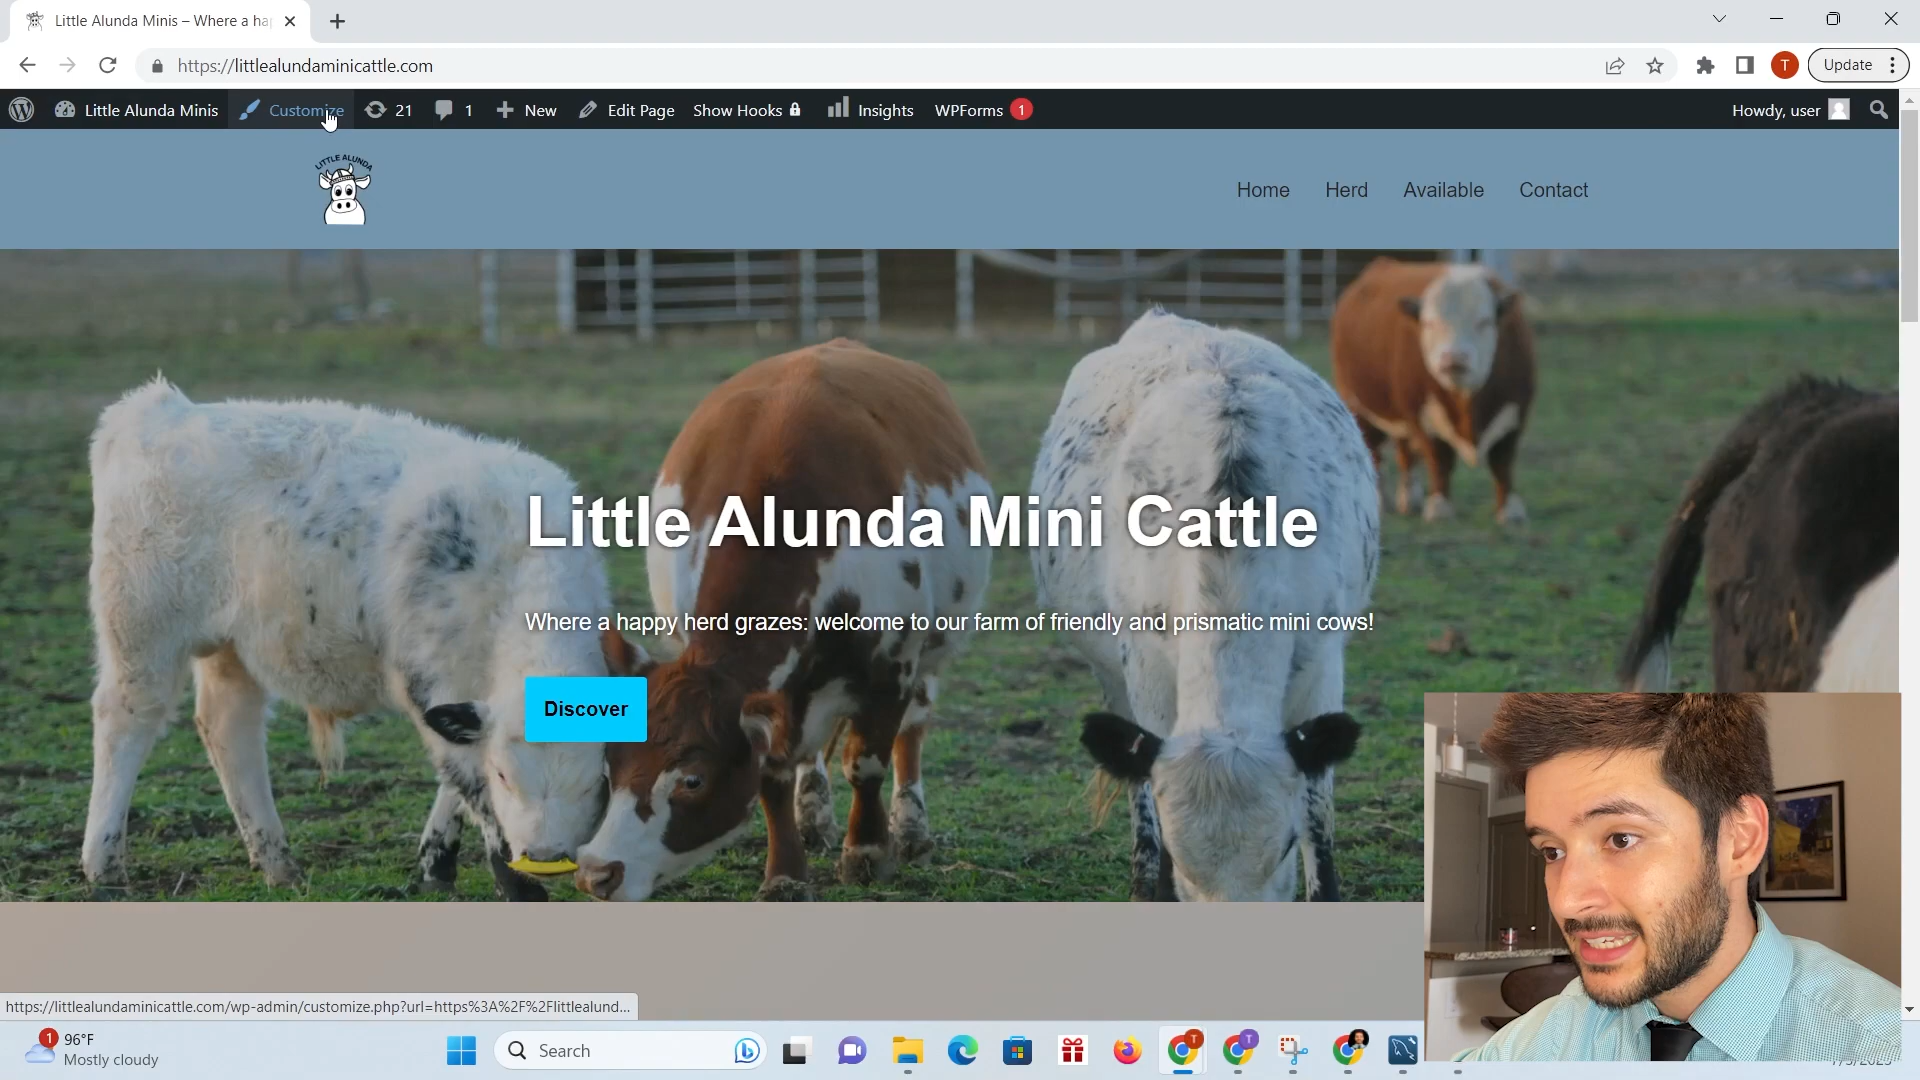 Little Alunda Minis – Where a ha
https://littlealundaminicattle.com
T
Update
Little Alunda Minis
Customize
21
1
New
Edit Page
Show Hooks
Insights
WPForms
1
Howdy, user
LITTLE ALUNDA
Home
Herd
Available
Contact
Little Alunda Mini Cattle
Where a happy herd grazes: welcome to our farm of friendly and prismatic mini cows!
Discover
https://littlealundaminicattle.com/wp-admin/customize.php?url=https%3A%2F%2Flittlealund...
1
96°F
Mostly cloudy
Search
T
T